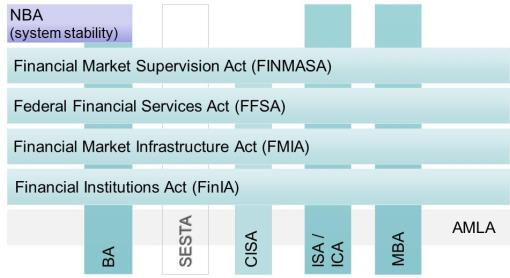 NBA
(system stability)
Financial Market Supervision Act (FINMASA)
Federal Financial Services Act (FFSA)
Financial Market Infrastructure Act (FMIA)
Financial Institutions Act (FinIA)
AMLA
BA
SESTA
CISA
ISA /
ICA
MBA